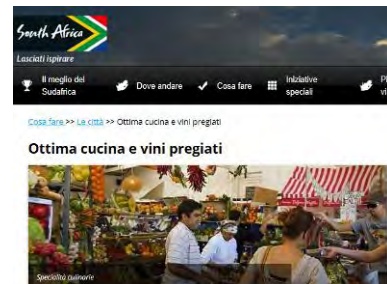 South Africa
Lasciati ispirare
Il meglio del
Sudafrica
Dove andare
Cosa fare
Iniziative
speciali
Cosa fare >> Le città >> Ottima cucina e vini pregiati
Ottima cucina e vini pregiati
Specialità culinarie